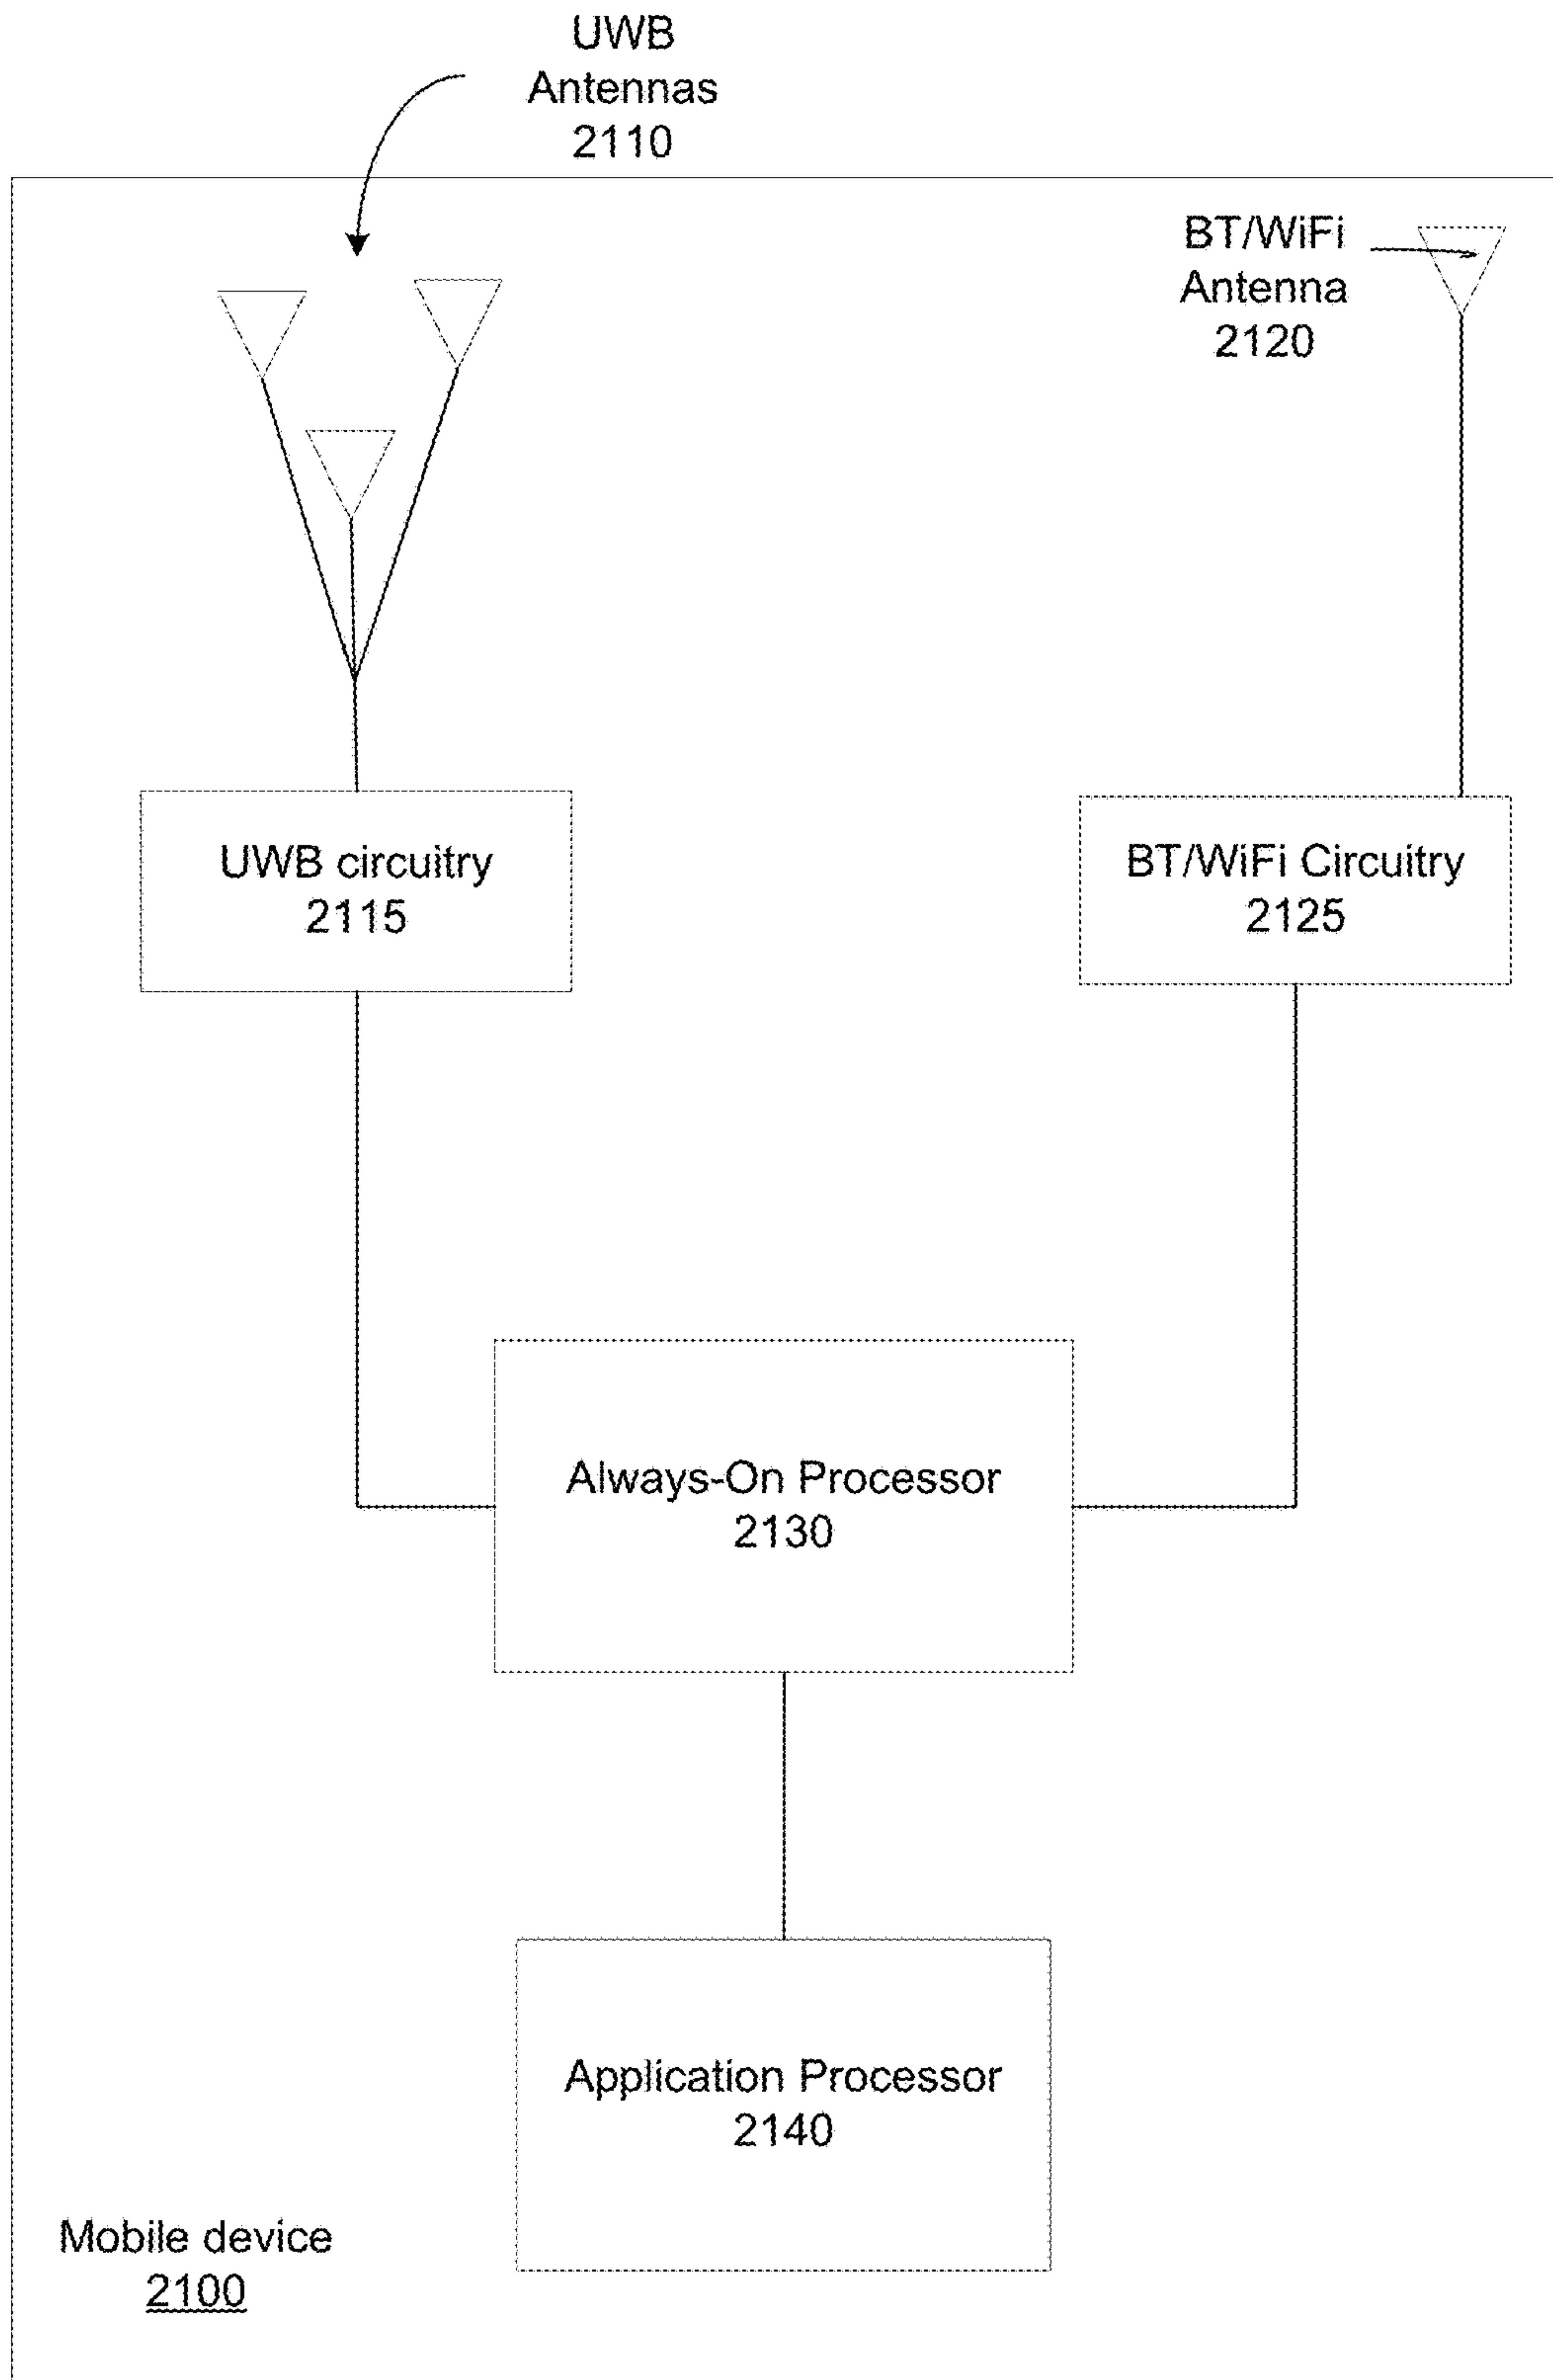 UWB
Antennas
2110
BT/WiFi
Antenna
2120
UWB circuitry
2115
BT/WiFi Circuitry
2125
Always-On Processor
2130
Application Processor
2140
Mobile device
2100